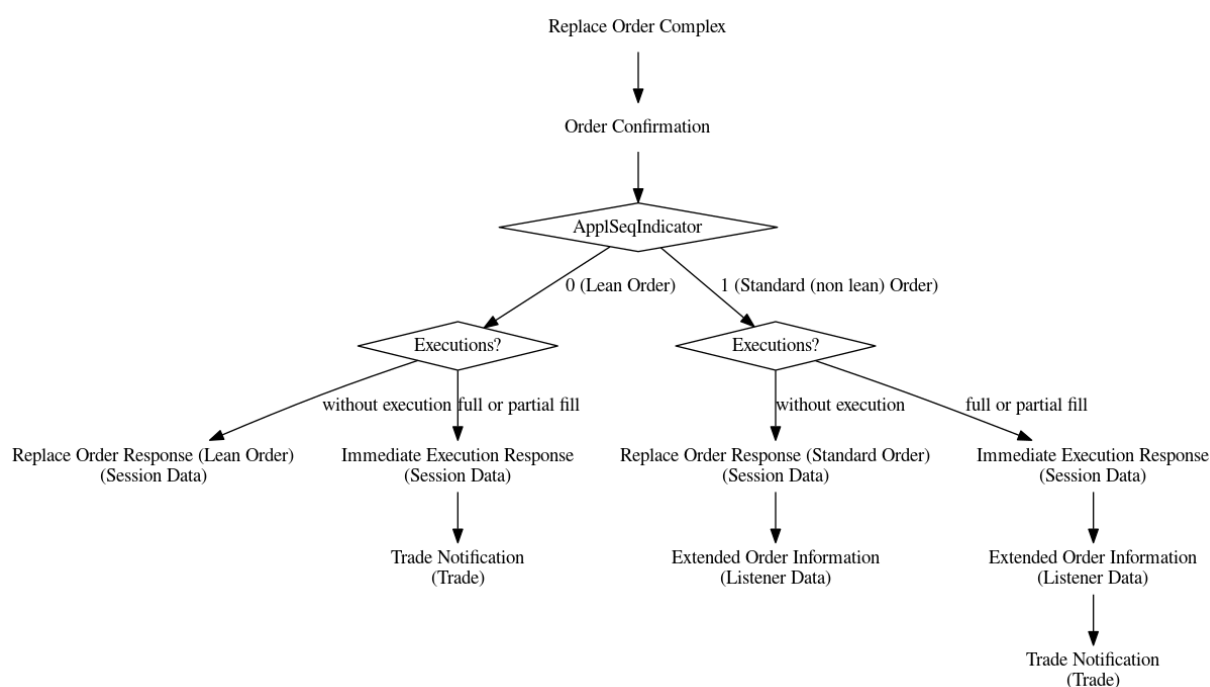 Replace Order Complex
Order Confirmation
ApplSeqIndicator
0 (Lean Order)
1 (Standard (non lean) Order)
Executions?
Executions?
without execution
full or partial fill
without execution
full or partial fill
Replace Order Response (Lean Order)
(Session Data)
Immediate Execution Response
(Session Data)
Replace Order Response (Standard Order)
(Session Data)
Immediate Execution Response
(Session Data)
Trade Notification
(Trade)
Extended Order Information
(Listener Data)
Extended Order Information
(Listener Data)
Trade Notification
(Trade)